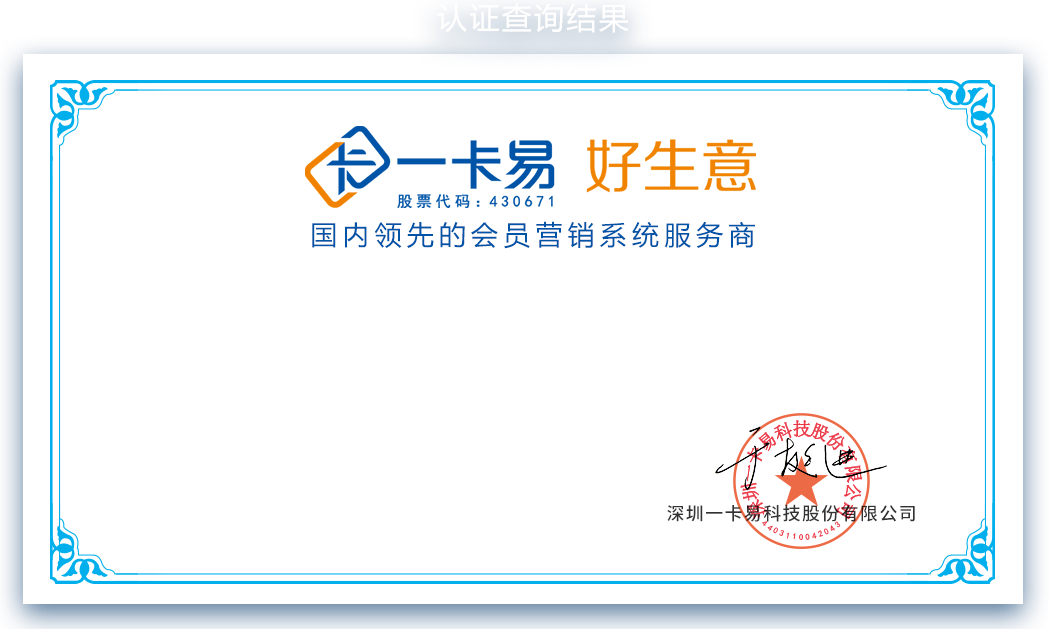 认证查询结果
一卡易 好生意
股票代码：430671
国内领先的会员营销系统服务商
深圳一卡易科技股份有限公司
深圳一卡易科技股份有限公司
4403110042043